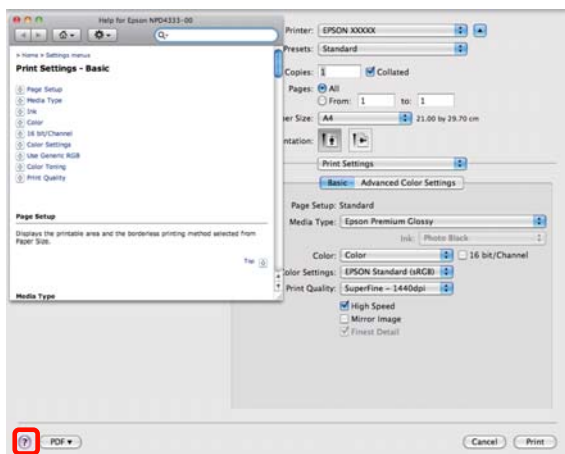 Help for Epson NPD4333-00
> Home > Settings menus
Print Settings - Basic
Page Setup
Media Type
Ink
Color
16 bit/Channel
Color Settings
Use Generic RGB
Color Toning
Print Quality
Page Setup
Displays the printable area and the borderless printing method selected from
Paper Size.
Top
Media Type
Printer: EPSON XXXXX
Presets: Standard
Copies: 1 Collated
Pages: All
From: 1 to: 1
er Size: A4 21.00 by 29.70 cm
ntation:
Print Settings
Basic Advanced Color Settings
Page Setup: Standard
Media Type: Epson Premium Glossy
Ink: Photo Black
Color: Color 16 bit/Channel
olor Settings: EPSON Standard (sRGB)
Print Quality: SuperFine - 1440dpi
High Speed
Mirror Image
Finest Detail
? PDF ▾ Cancel Print